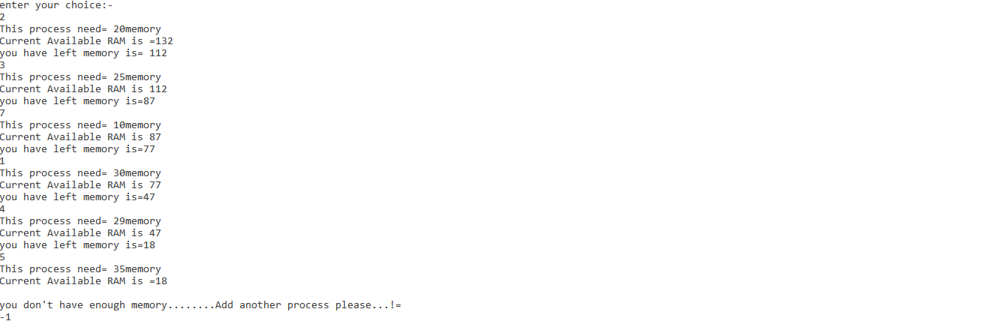 enter your choice:-
2
This process need= 20memory
Current Available RAM is =132
you have left memory is= 112
3
This process need= 25memory
Current Available RAM is 112
you have left memory is=87
7
This process need= 10memory
Current Available RAM is 87
you have left memory is=77
1
This process need= 30memory
Current Available RAM is 77
you have left memory is=47
4
This process need= 29memory
Current Available RAM is 47
you have left memory is=18
5
This process need= 35memory
Current Available RAM is =18
you don't have enough memory........Add another process please...!=
-1